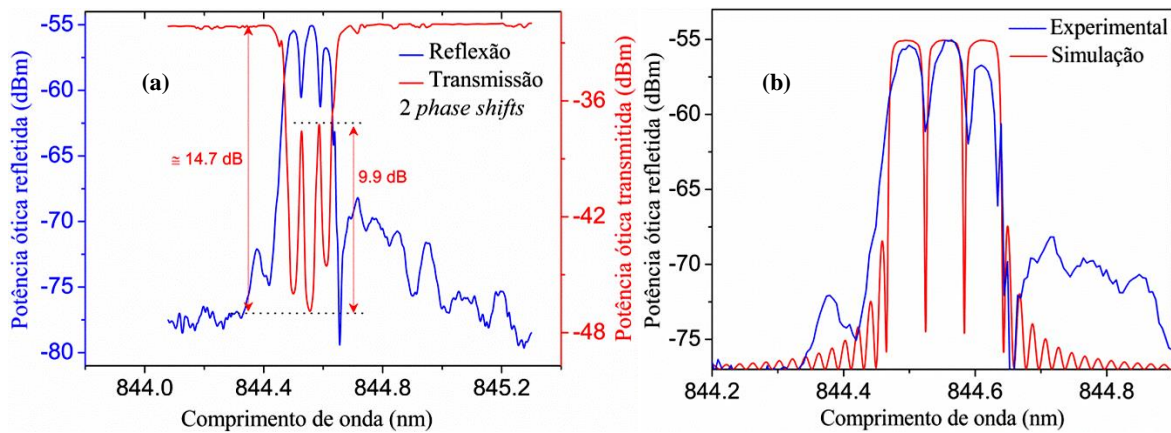 (a)
Reflexão
Transmissão
2 phase shifts
≅ 14.7 dB
9.9 dB
Potência ótica refletida (dBm)
-55
-60
-65
-70
-75
-80
Potência ótica transmitida (dBm)
-36
-42
-48
844.0
844.4
844.8
845.2
Comprimento de onda (nm)
(b)
Experimental
Simulação
Potência ótica refletida (dBm)
-55
-60
-65
-70
-75
844.2
844.4
844.6
844.8
Comprimento de onda (nm)